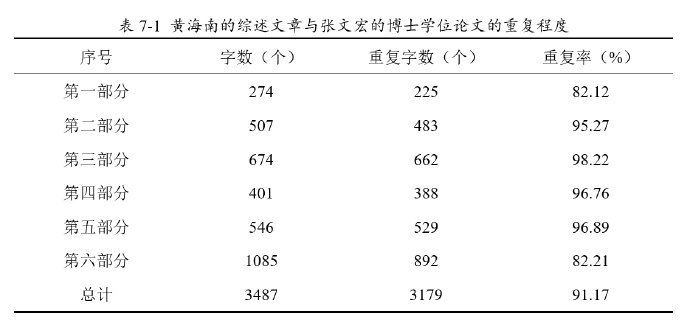 表 7-1 黄海南的综述文章与张文宏的博士学位论文的重复程度
序号 字数（个） 重复字数（个） 重复率（%）
第一部分 274 225 82.12
第二部分 507 483 95.27
第三部分 674 662 98.22
第四部分 401 388 96.76
第五部分 546 529 96.89
第六部分 1085 892 82.21
总计 3487 3179 91.17